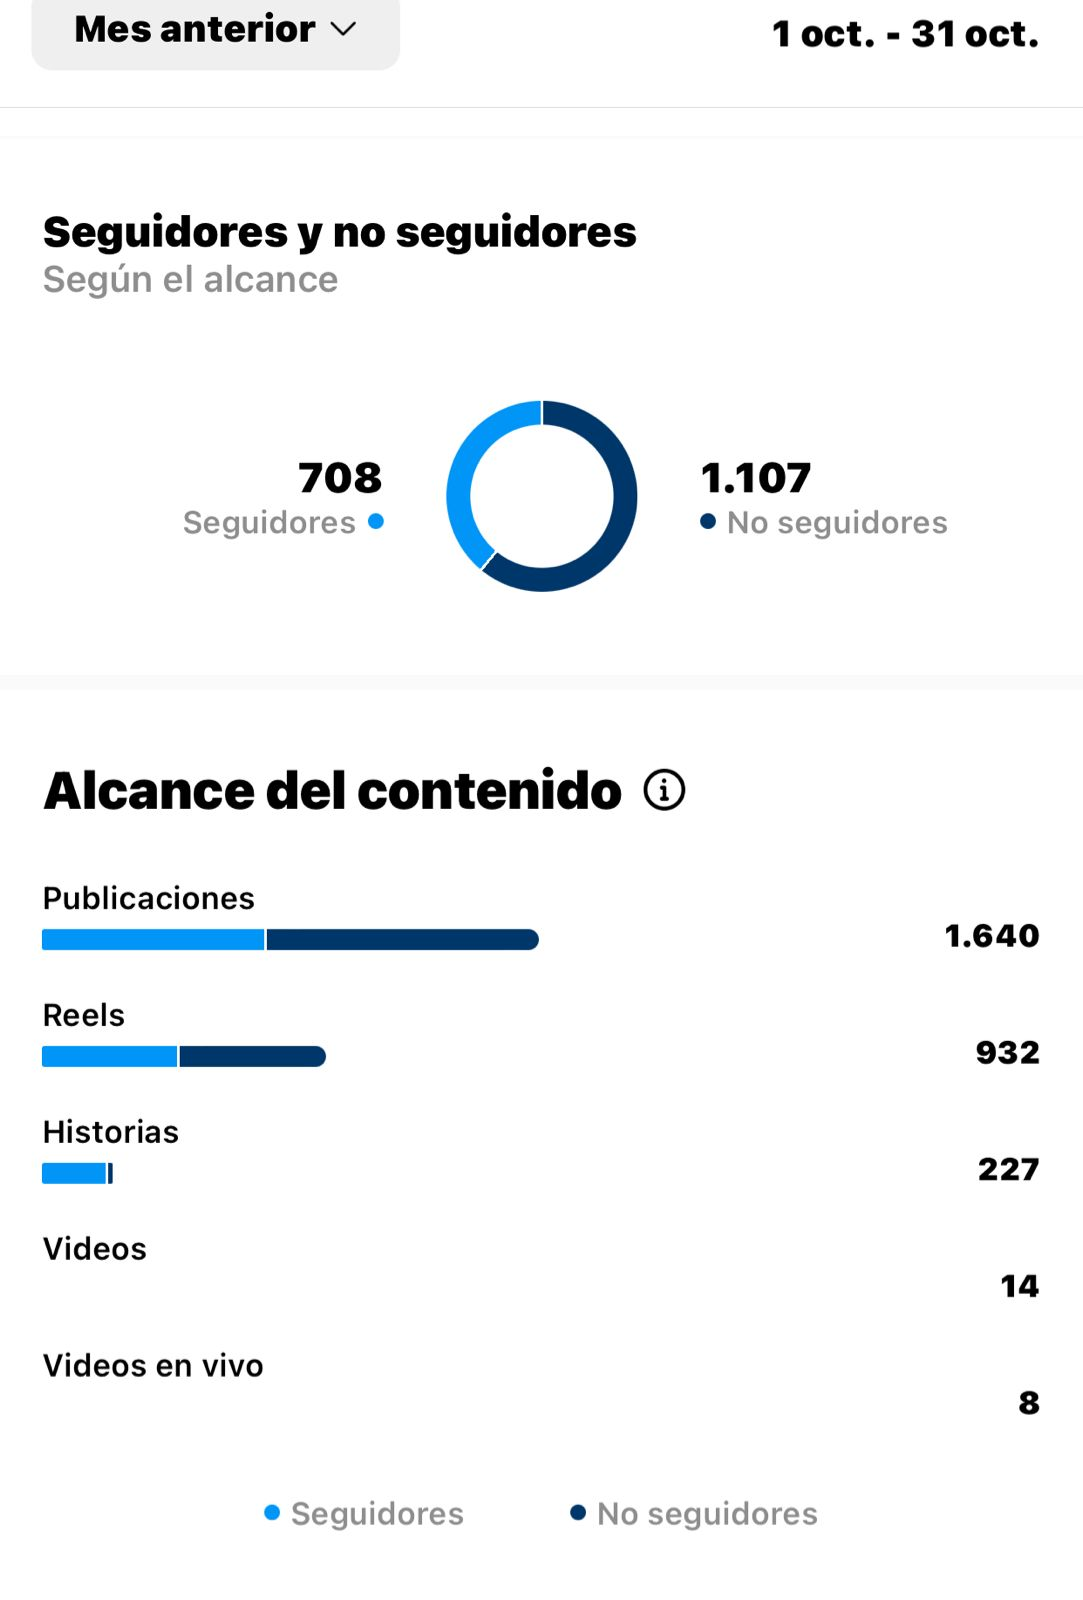 Mes anterior
1 oct. - 31 oct.
Seguidores y no seguidores
Según el alcance
708
Seguidores
1.107
No seguidores
Alcance del contenido
Publicaciones
1.640
Reels
932
Historias
227
Videos
14
Videos en vivo
8
Seguidores
No seguidores